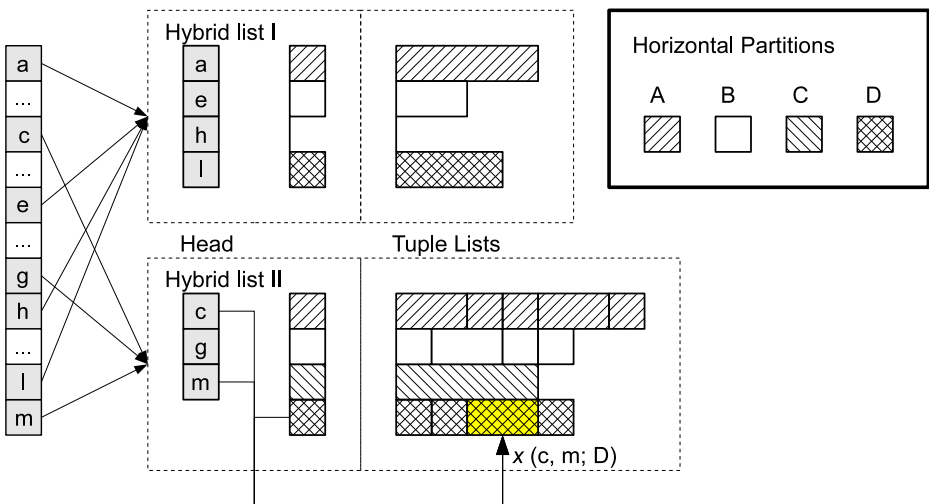 a
...
c
...
e
...
g
h
...
l
m
Hybrid list I
a
e
h
l
Horizontal Partitions
A B C D
Head Tuple Lists
Hybrid list II
c
g
m
x (c, m; D)